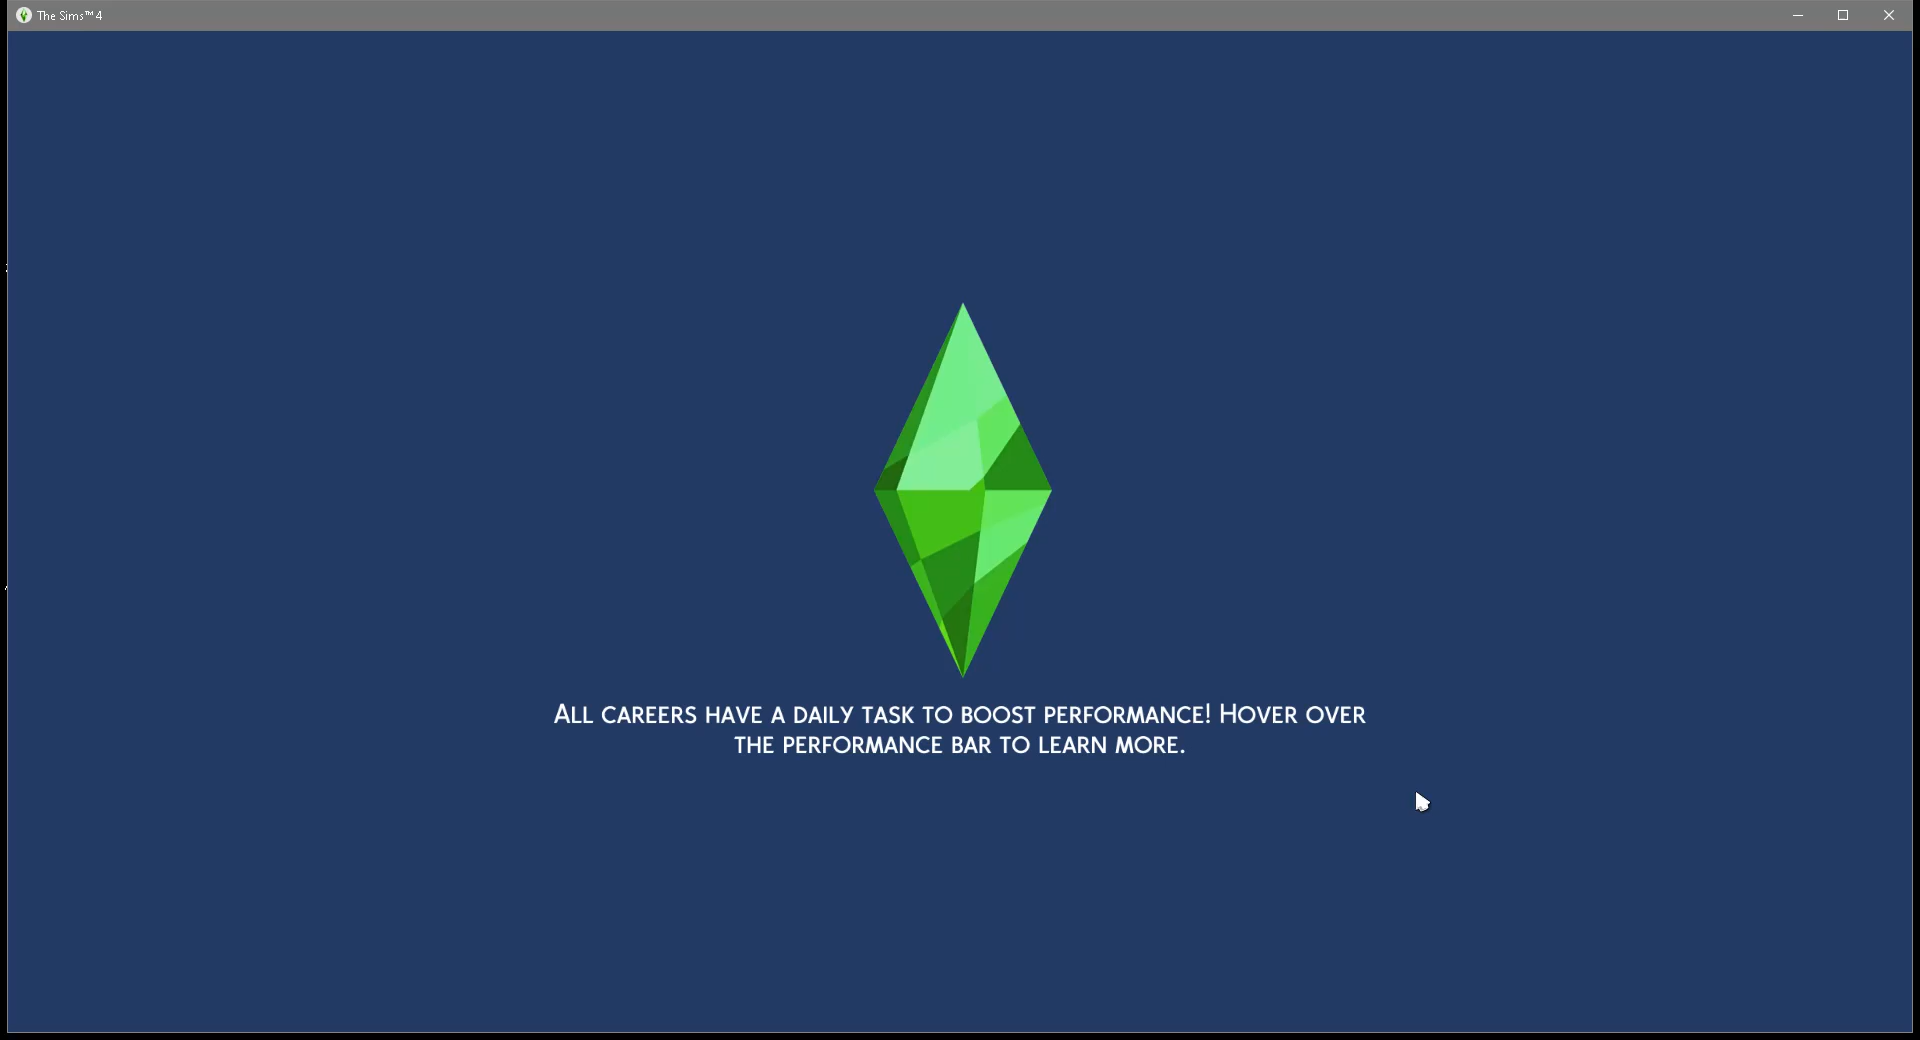 The Sims™ 4
All careers have a daily task to boost performance! Hover over
the performance bar to learn more.